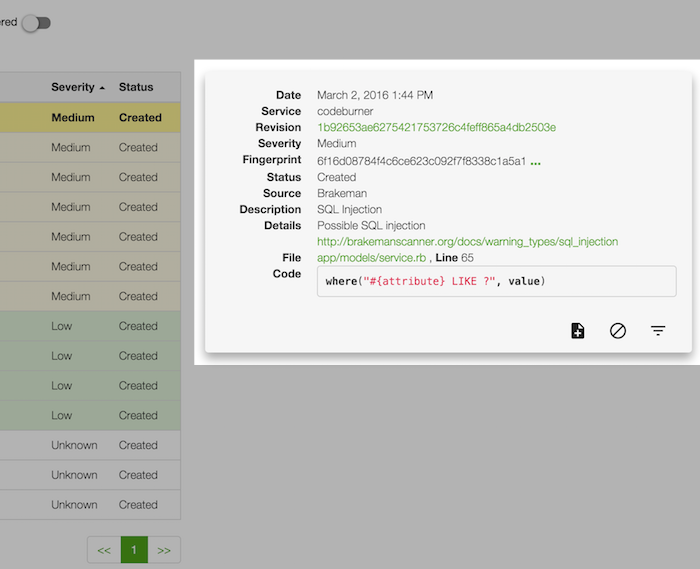 ered
Severity Status
Medium Created
Medium Created
Medium Created
Medium Created
Medium Created
Medium Created
Medium Created
Low Created
Low Created
Low Created
Low Created
Unknown Created
Unknown Created
Unknown Created
<< 1 >>
Date March 2, 2016 1:44 PM
Service codeburner
Revision 1b92653ae6275421753726c4feff865a4db2503e
Severity Medium
Fingerprint 6f16d08784f4c6ce623c092f7f8338c1a5a1 ...
Status Created
Source Brakeman
Description SQL Injection
Details Possible SQL injection
http://brakemanscanner.org/docs/warning_types/sql_injection
File app/models/service.rb , Line 65
Code where("#{attribute} LIKE ?", value)